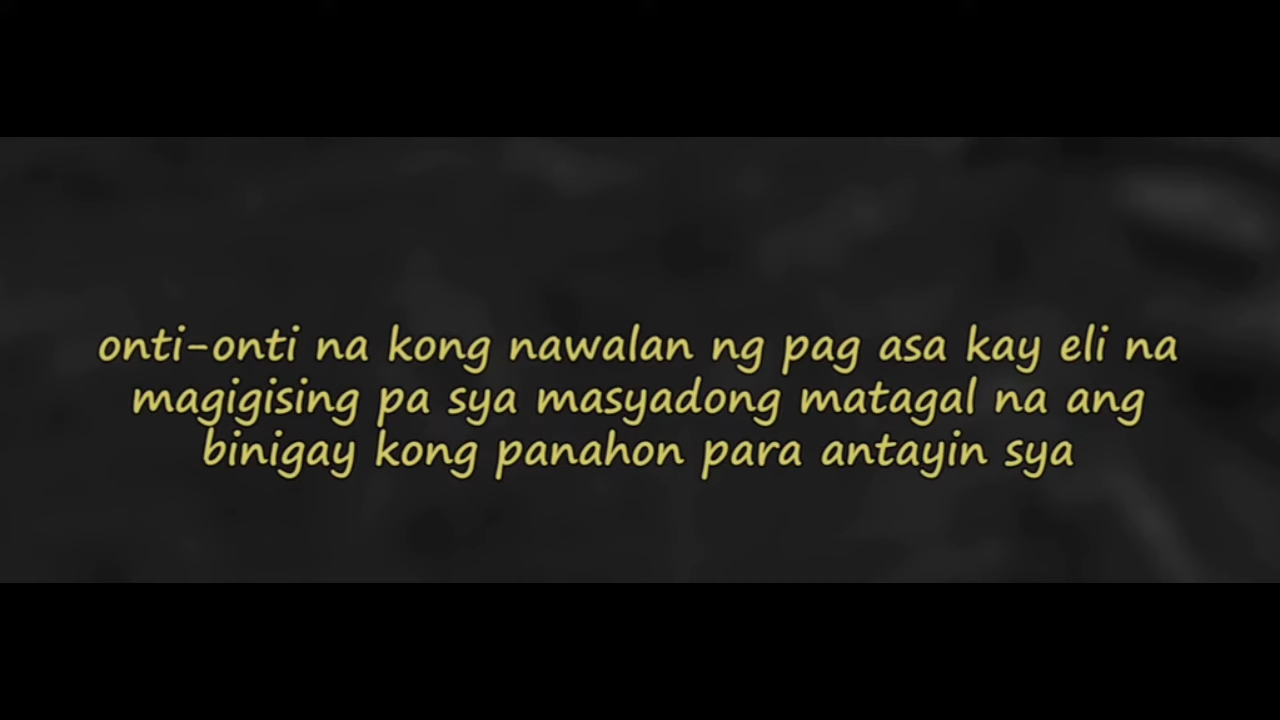 onti-onti na kong nawalan ng pag asa kay eli na
magigising pa sya masyadong matagal na ang
binigay kong panahon para antayin sya